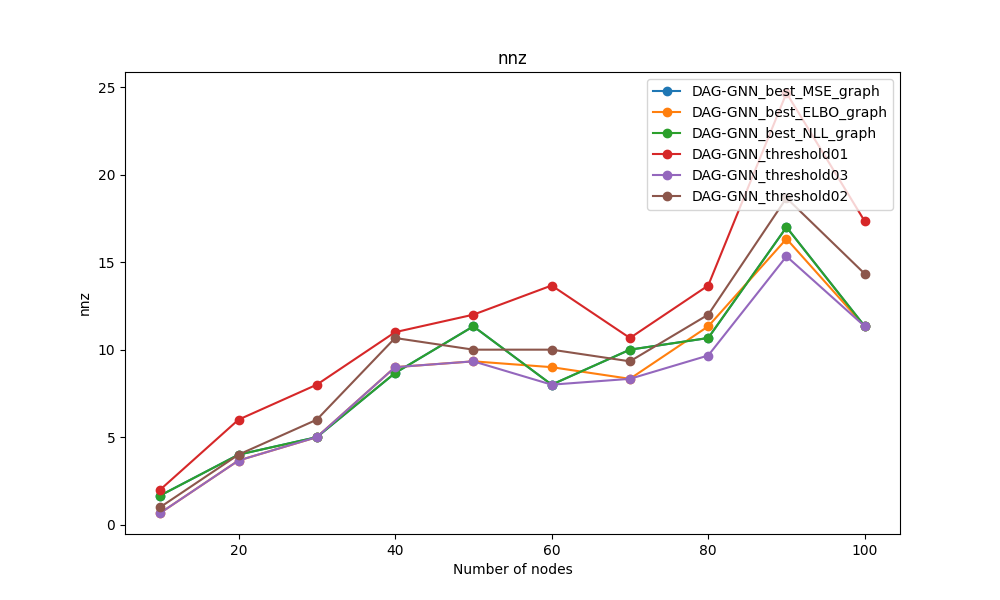 nnz
DAG-GNN_best_MSE_graph
DAG-GNN_best_ELBO_graph
DAG-GNN_best_NLL_graph
DAG-GNN_threshold01
DAG-GNN_threshold03
DAG-GNN_threshold02
25
20
15
10
5
0
nnz
20 40 60 80 100
Number of nodes